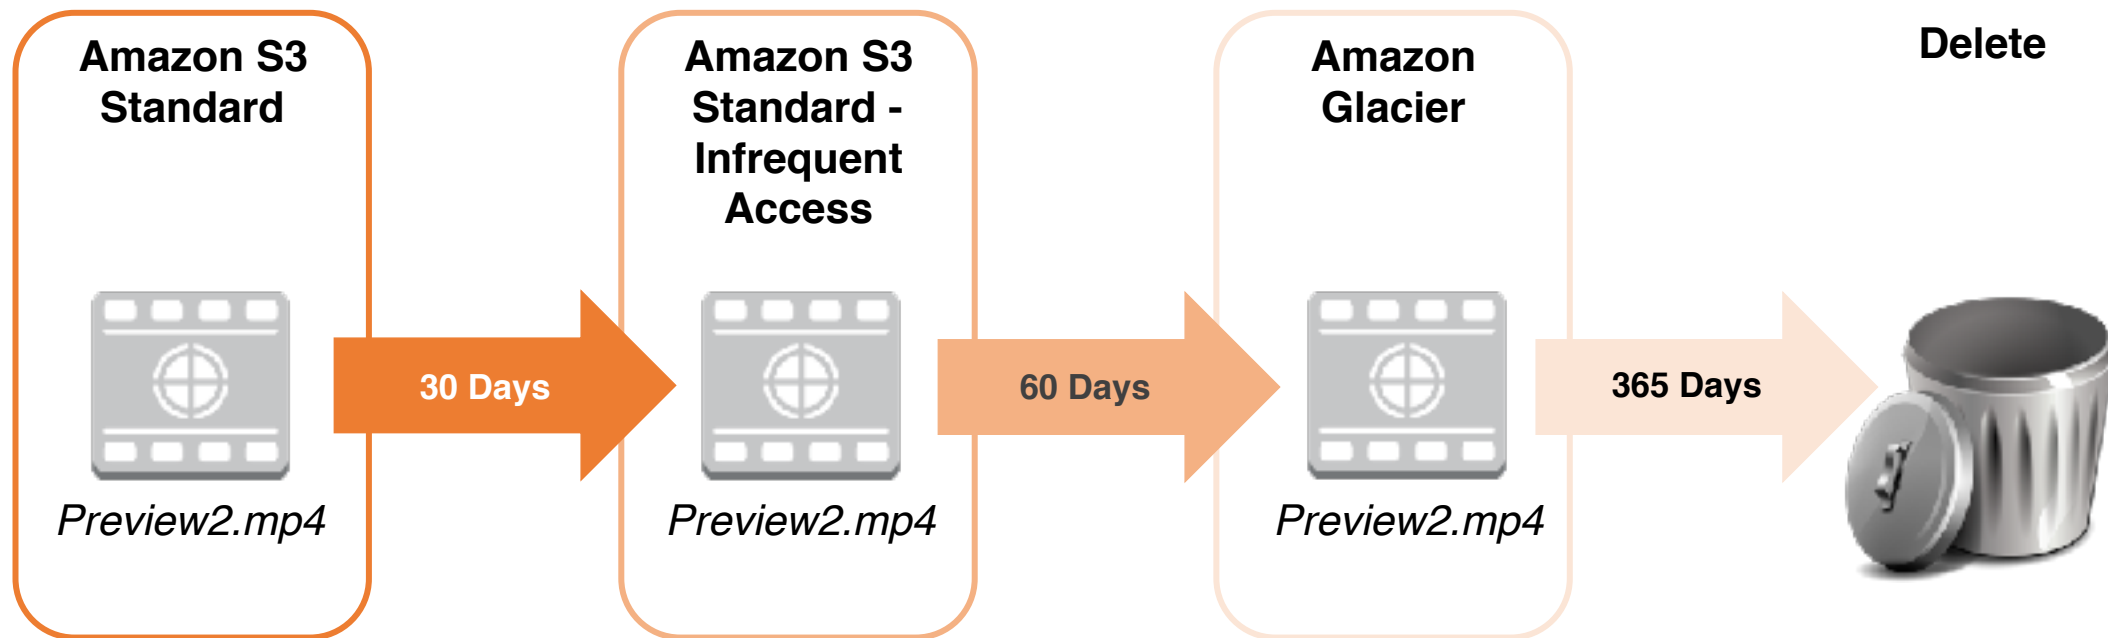 Amazon S3
Standard
Amazon S3
Standard -
Infrequent
Access
Amazon
Glacier
Delete
30 Days
60 Days
365 Days
Preview2.mp4
Preview2.mp4
Preview2.mp4